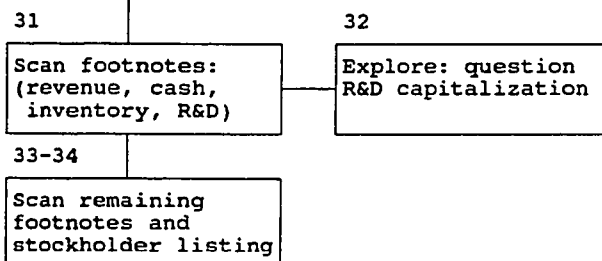 31
Scan footnotes:
(revenue, cash,
inventory, R&D)
32
Explore: question
R&D capitalization
33-34
Scan remaining
footnotes and
stockholder listing